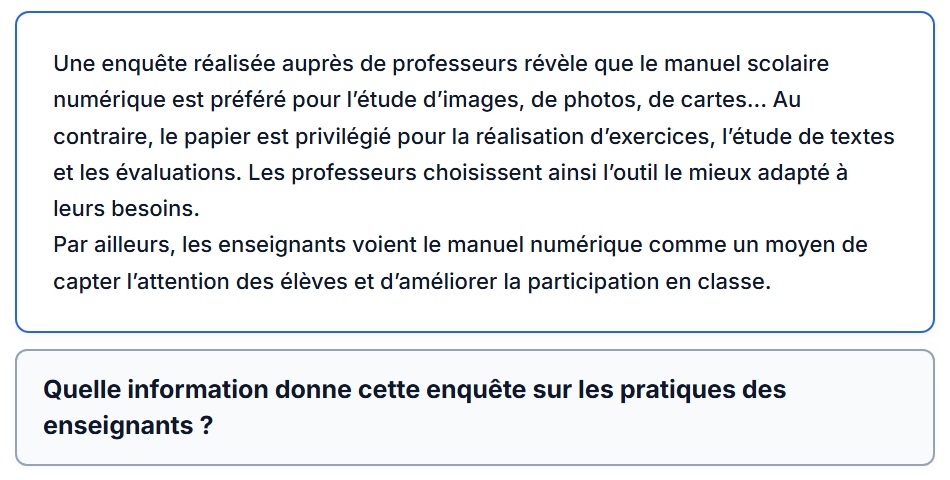 Une enquête réalisée auprès de professeurs révèle que le manuel scolaire
numérique est préféré pour l’étude d’images, de photos, de cartes... Au
contraire, le papier est privilégié pour la réalisation d’exercices, l’étude de textes
et les évaluations. Les professeurs choisissent ainsi l’outil le mieux adapté à
leurs besoins.
Par ailleurs, les enseignants voient le manuel numérique comme un moyen de
capter l’attention des élèves et d’améliorer la participation en classe.
Quelle information donne cette enquête sur les pratiques des
enseignants ?